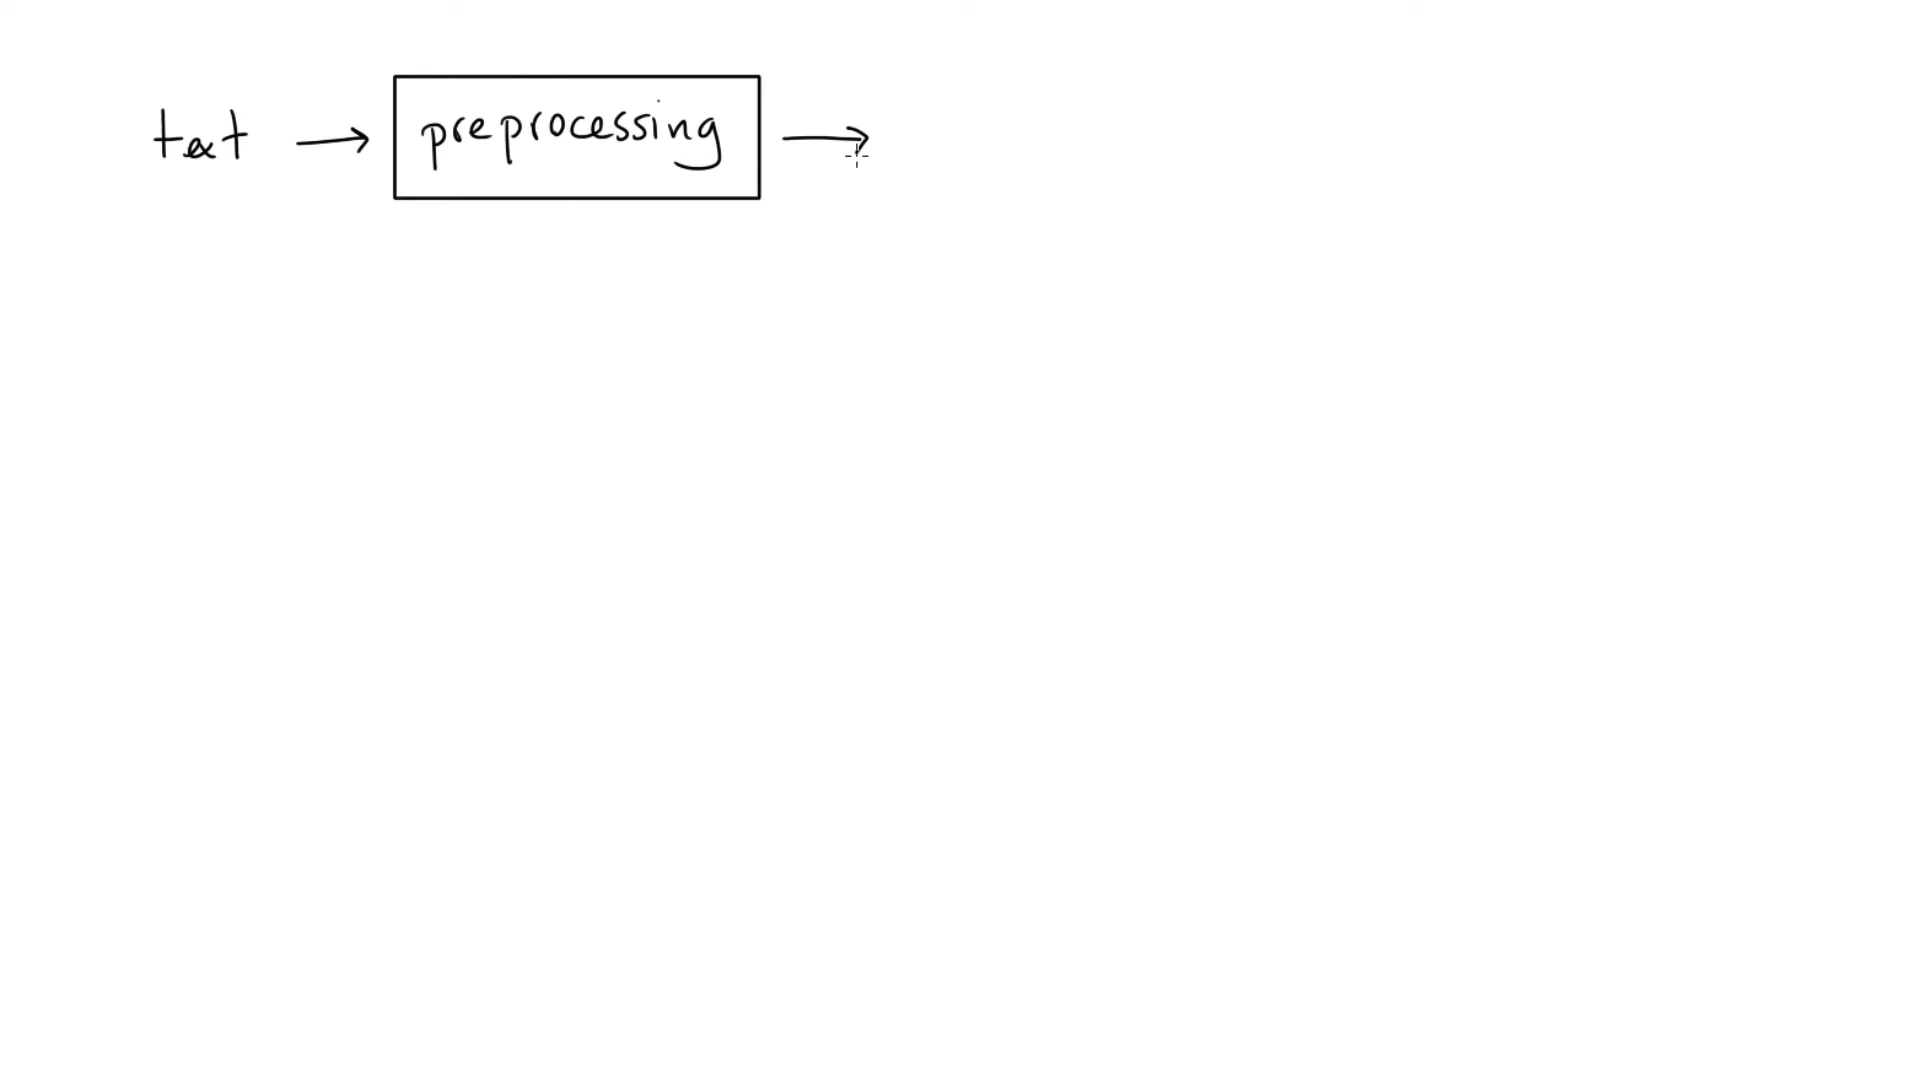 text → preprocessing →